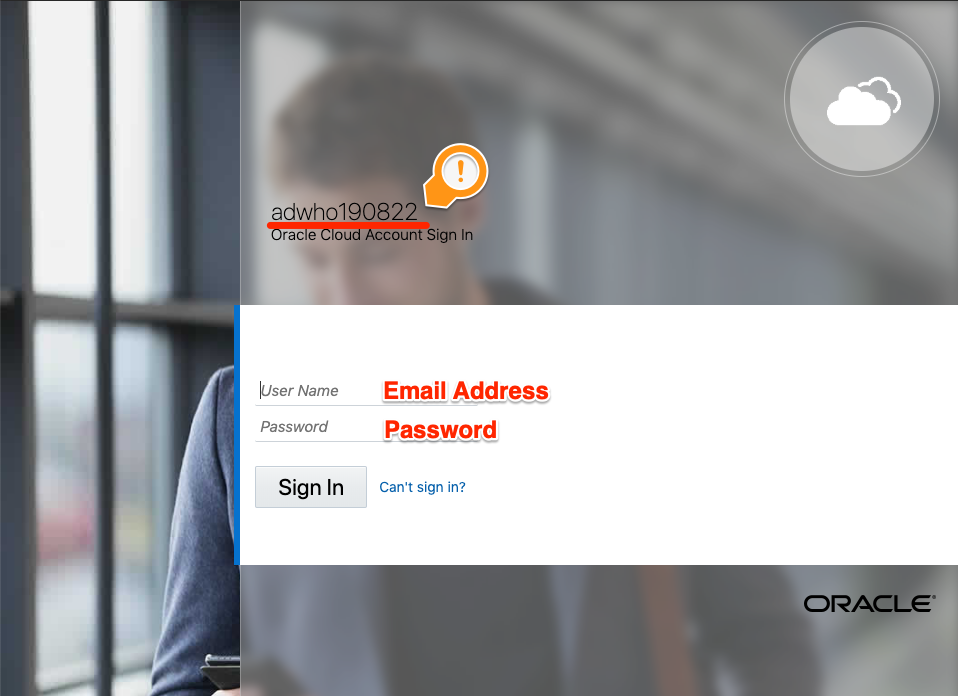 !
adwho190822
Oracle Cloud Account Sign In
User Name Email Address
Password Password
Sign In Can't sign in?
ORACLE®